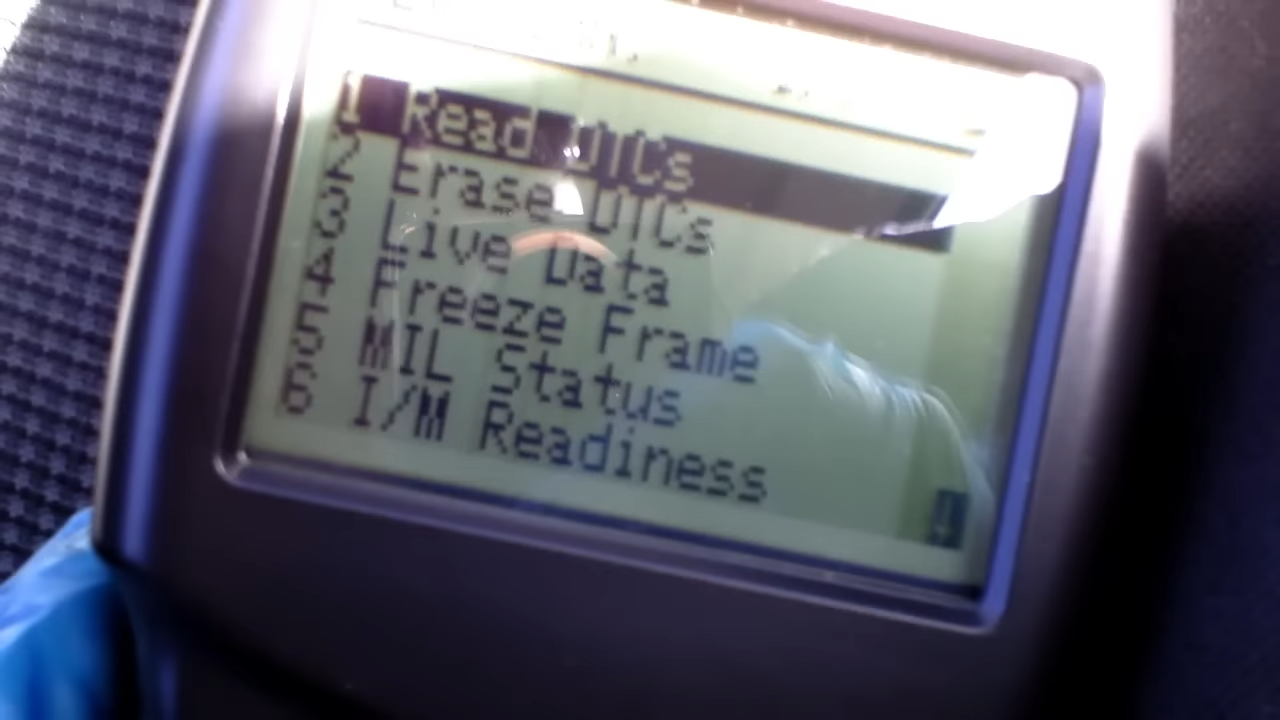 1 Read DTCs
2 Erase DTCs
3 Live Data
4 Freeze Frame
5 MIL Status
6 I/M Readiness